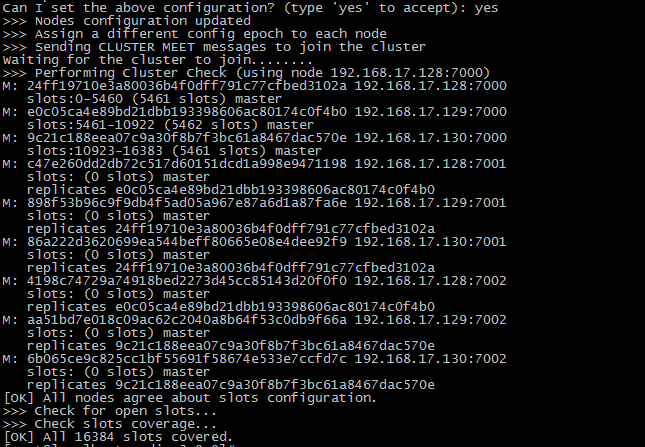 Can I set the above configuration? (type 'yes' to accept): yes
>>> Nodes configuration updated
>>> Assign a different config epoch to each node
>>> Sending CLUSTER MEET messages to join the cluster
Waiting for the cluster to join........
>>> Performing Cluster Check (using node 192.168.17.128:7000)
M: 24ff19710e3a80036b4f0dff791c77cfbed3102a 192.168.17.128:7000
slots:0-5460 (5461 slots) master
M: e0c05ca4e89bd21dbb193398606ac80174c0f4b0 192.168.17.129:7000
slots:5461-10922 (5462 slots) master
M: 9c21c188eea07c9a30f8b7f3bc61a8467dac570e 192.168.17.130:7000
slots:10923-16383 (5461 slots) master
M: c47e260dd2db72c517d60151dcd1a998e9471198 192.168.17.128:7001
slots: (0 slots) master
replicates e0c05ca4e89bd21dbb193398606ac80174c0f4b0
M: 898f53b96c9f9db4f5ad05a967e87a6d1a87fa6e 192.168.17.129:7001
slots: (0 slots) master
replicates 24ff19710e3a80036b4f0dff791c77cfbed3102a
M: 86a222d3620699ea544beff80665e08e4dee92f9 192.168.17.130:7001
slots: (0 slots) master
replicates 24ff19710e3a80036b4f0dff791c77cfbed3102a
M: 4198c74729a74918bed2273d45cc85143d20f0f0 192.168.17.128:7002
slots: (0 slots) master
replicates e0c05ca4e89bd21dbb193398606ac80174c0f4b0
M: aa51bd7e018c09ac62c2040a8b64f53c0db9f66a 192.168.17.129:7002
slots: (0 slots) master
replicates 9c21c188eea07c9a30f8b7f3bc61a8467dac570e
M: 6b065ce9c825cc1bf55691f58674e533e7ccfd7c 192.168.17.130:7002
slots: (0 slots) master
replicates 9c21c188eea07c9a30f8b7f3bc61a8467dac570e
[OK] All nodes agree about slots configuration.
>>> Check for open slots...
>>> Check slots coverage...
[OK] All 16384 slots covered.